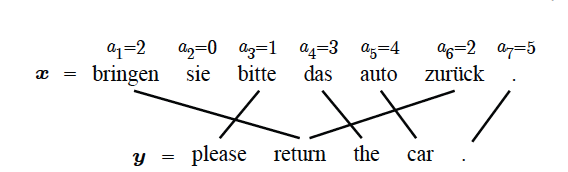 a1=2 a2=0 a3=1 a4=3 a5=4 a6=2 a7=5
x = bringen sie bitte das auto zurück .
y = please return the car .